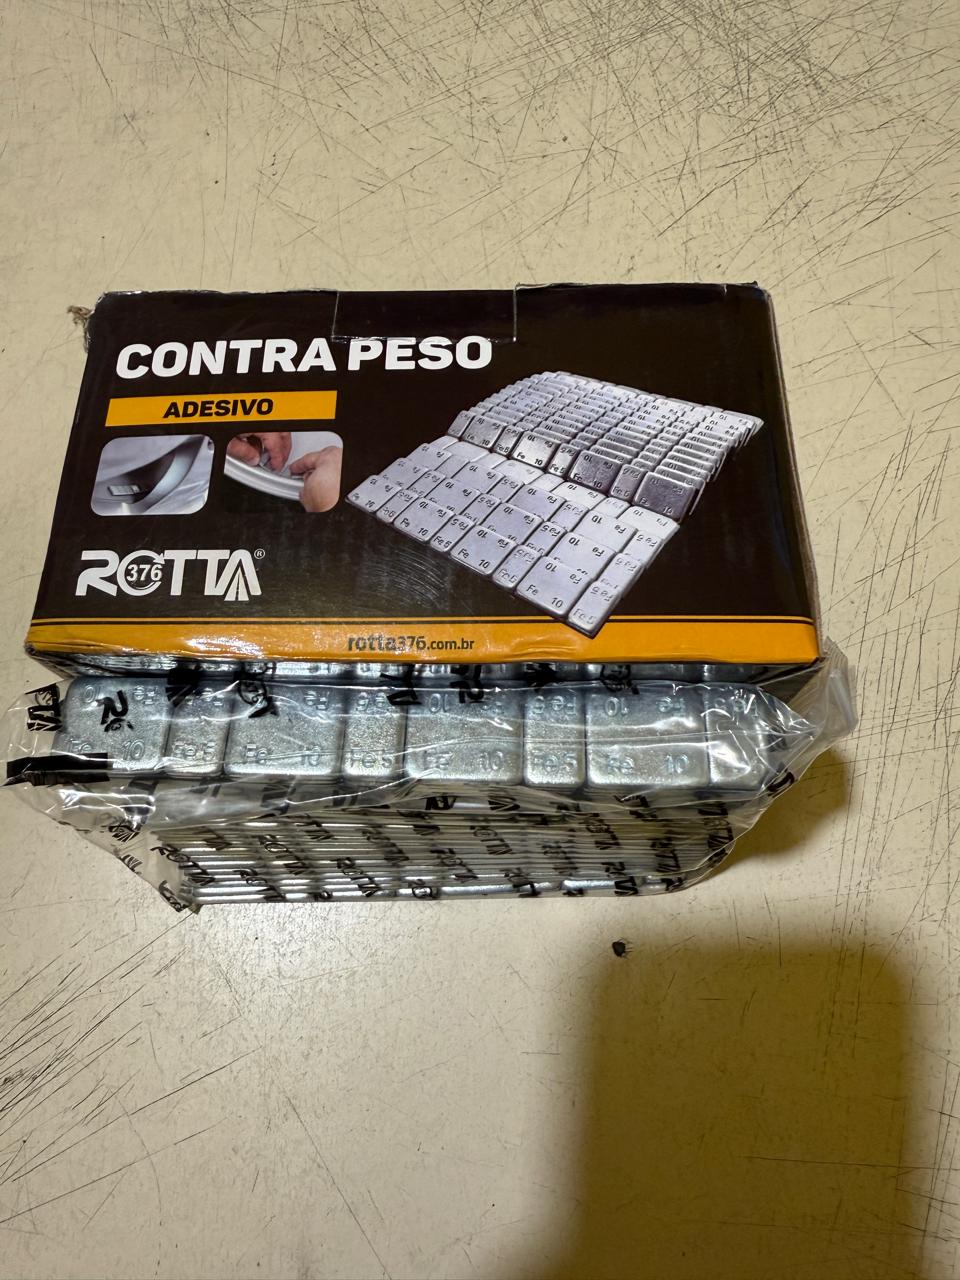 CONTRA PESO
ADESIVO
ROTTA®
376
rotta376.com.br
Fe 10 Fe 5 Fe 10 Fe 5 Fe 10 Fe 5 Fe 10
ROTTA